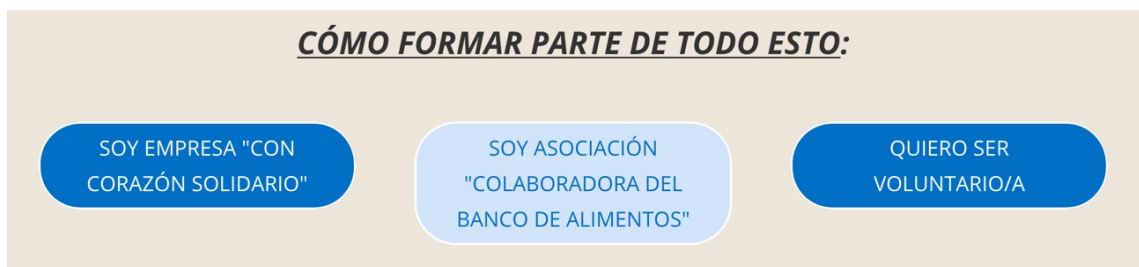 CÓMO FORMAR PARTE DE TODO ESTO:
SOY EMPRESA "CON
CORAZÓN SOLIDARIO"
SOY ASOCIACIÓN
"COLABORADORA DEL
BANCO DE ALIMENTOS"
QUIERO SER
VOLUNTARIO/A